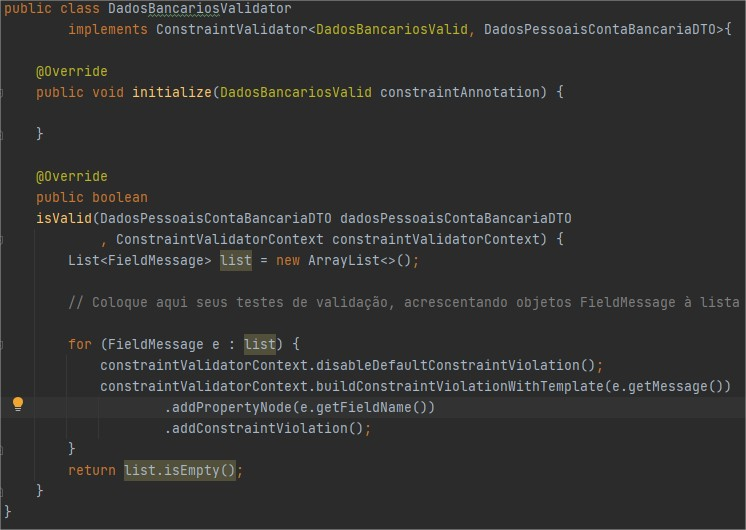 public class DadosBancariosValidator
implements ConstraintValidator<DadosBancariosValid, DadosPessoaisContaBancariaDTO>{
@Override
public void initialize(DadosBancariosValid constraintAnnotation) {
}
@Override
public boolean
isValid(DadosPessoaisContaBancariaDTO dadosPessoaisContaBancariaDTO
, ConstraintValidatorContext constraintValidatorContext) {
List<FieldMessage> list = new ArrayList<>();
// Coloque aqui seus testes de validação, acrescentando objetos FieldMessage à lista
for (FieldMessage e : list) {
constraintValidatorContext.disableDefaultConstraintViolation();
constraintValidatorContext.buildConstraintViolationWithTemplate(e.getMessage())
.addPropertyNode(e.getFieldName())
.addConstraintViolation();
}
return list.isEmpty();
}
}